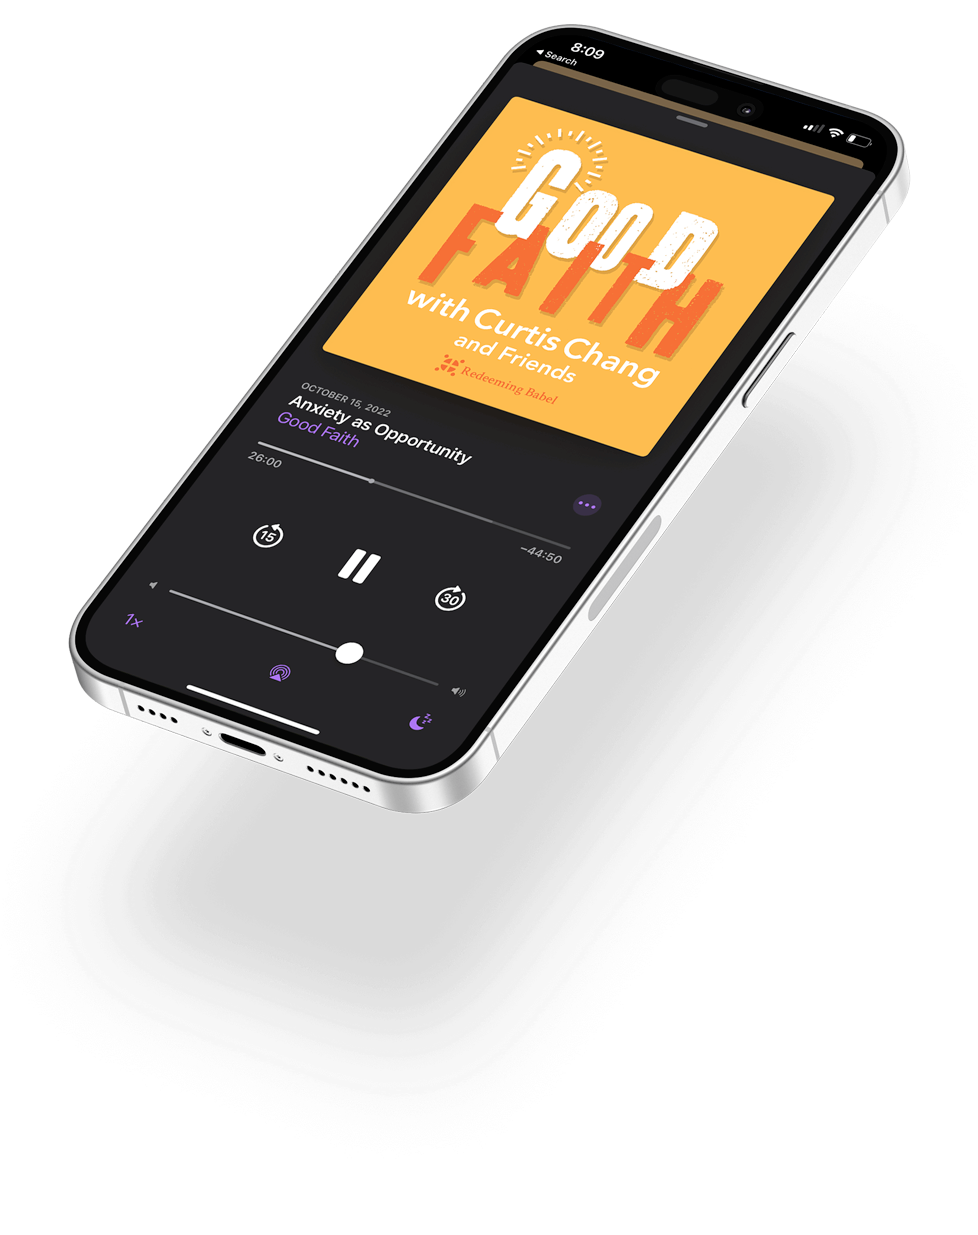 8:09
Search
GOOD
FAITH
with Curtis Chang
and Friends
Redeeming Babel
OCTOBER 15, 2022
Anxiety as Opportunity
Good Faith
26:00
–44:50
15
30
1x
z z z